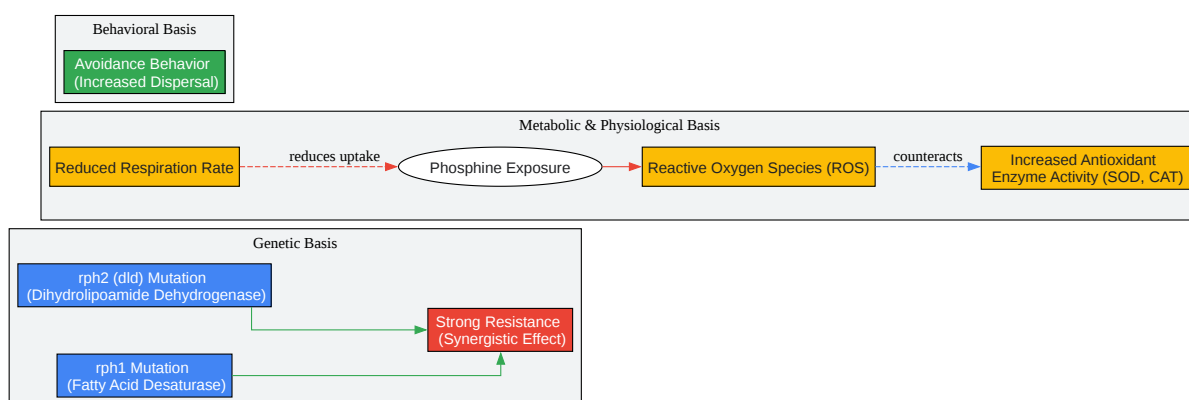 Behavioral Basis
Avoidance Behavior
(Increased Dispersal)
Metabolic & Physiological Basis
Reduced Respiration Rate
reduces uptake
Phosphine Exposure
Reactive Oxygen Species (ROS)
counteracts
Increased Antioxidant
Enzyme Activity (SOD, CAT)
Genetic Basis
rph2 (dld) Mutation
(Dihydrolipoamide Dehydrogenase)
Strong Resistance
(Synergistic Effect)
rph1 Mutation
(Fatty Acid Desaturase)